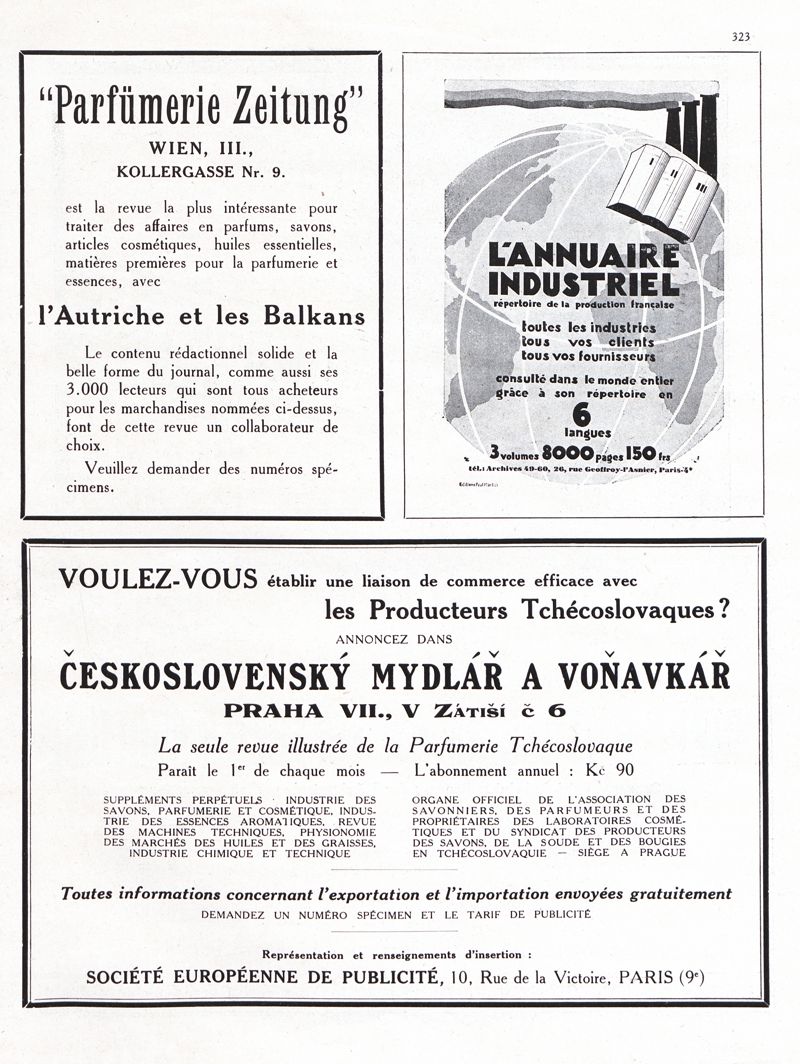 323
“Parfümerie Zeitung”
WIEN, III.,
KOLLERGASSE Nr. 9.
est la revue la plus intéressante pour
traiter des affaires en parfums, savons,
articles cosmétiques, huiles essentielles,
matières premières pour la parfumerie et
essences, avec
l'Autriche et les Balkans
Le contenu rédactionnel solide et la
belle forme du journal, comme aussi ses
3.000 lecteurs qui sont tous acheteurs
pour les marchandises nommées ci-dessus,
font de cette revue un collaborateur de
choix.
Veuillez demander des numéros spé-
cimens.
I II III
L'ANNUAIRE
INDUSTRIEL
répertoire de la production française
toutes les industries
tous vos clients
tous vos fournisseurs
consulté dans le monde entier
grâce à son répertoire en
6
langues
3 volumes 8000 pages 150 frs
tél.: Archives 49-60, 26, rue Geoffroy-l'Asnier, Paris-4e
VOULEZ-VOUS établir une liaison de commerce efficace avec
les Producteurs Tchécoslovaques?
ANNONCEZ DANS
ČESKOSLOVENSKÝ MYDLÁŘ A VOŇAVKÁŘ
PRAHA VII., V ZÁTIŠÍ č 6
La seule revue illustrée de la Parfumerie Tchécoslovaque
Paraît le 1er de chaque mois — L'abonnement annuel : Kč 90
SUPPLÉMENTS PERPÉTUELS · INDUSTRIE DES
SAVONS, PARFUMERIE ET COSMÉTIQUE, INDUS-
TRIE DES ESSENCES AROMATIQUES, REVUE
DES MACHINES TECHNIQUES, PHYSIONOMIE
DES MARCHÉS DES HUILES ET DES GRAISSES,
INDUSTRIE CHIMIQUE ET TECHNIQUE
ORGANE OFFICIEL DE L'ASSOCIATION DES
SAVONNIERS, DES PARFUMEURS ET DES
PROPRIÉTAIRES DES LABORATOIRES COSMÉ-
TIQUES ET DU SYNDICAT DES PRODUCTEURS
DES SAVONS, DE LA SOUDE ET DES BOUGIES
EN TCHÉCOSLOVAQUIE — SIÈGE A PRAGUE
Toutes informations concernant l'exportation et l'importation envoyées gratuitement
DEMANDEZ UN NUMÉRO SPÉCIMEN ET LE TARIF DE PUBLICITÉ
Représentation et renseignements d'insertion :
SOCIÉTÉ EUROPÉENNE DE PUBLICITÉ, 10, Rue de la Victoire, PARIS (9e)